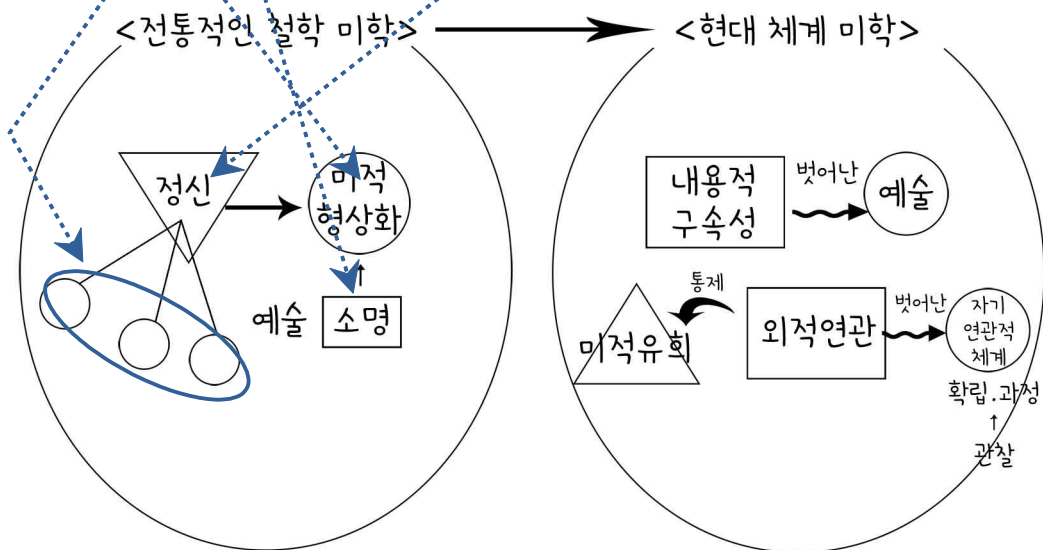 <전통적인 철학 미학>
정신
미적
형상화
예술
소명
<현대 체계 미학>
내용적
구속성
벗어난
예술
통제
미적유희
외적연관
벗어난
자기
연관적
체계
확립.과정
관찰